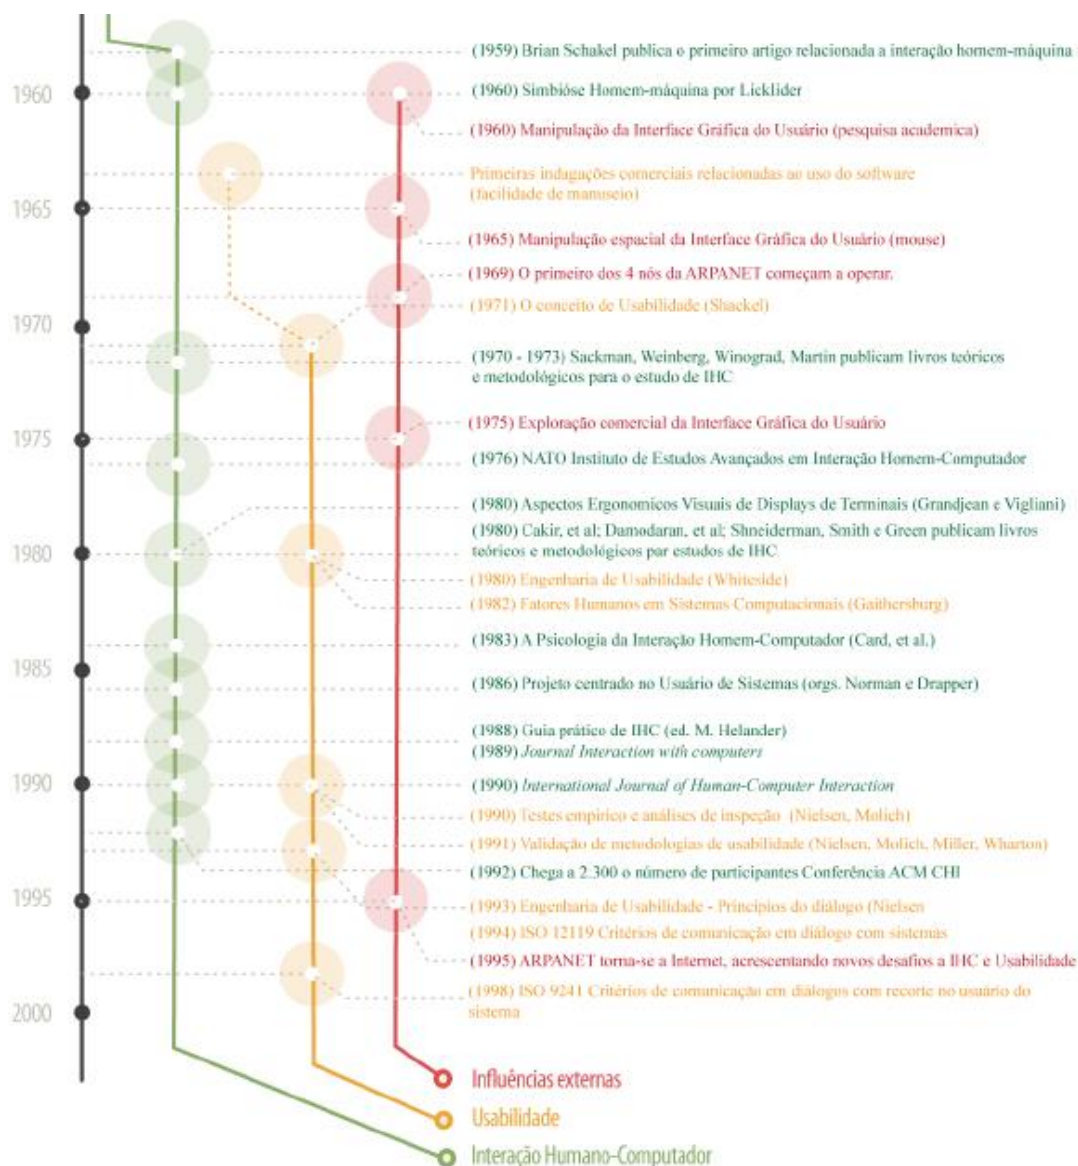 (1959) Brian Schakel publica o primeiro artigo relacionada a interação homem-máquina
1960
(1960) Simbióse Homem-máquina por Licklider
(1960) Manipulação da Interface Gráfica do Usuário (pesquisa academica)
Primeiras indagações comerciais relacionadas ao uso do software
(facilidade de manuseio)
1965
(1965) Manipulação espacial da Interface Gráfica do Usuário (mouse)
(1969) O primeiro dos 4 nós da ARPANET começam a operar.
(1971) O conceito de Usabilidade (Shackel)
1970
(1970 - 1973) Sackman, Weinberg, Winograd, Martin publicam livros teóricos
e metodológicos para o estudo de IHC
(1975) Exploração comercial da Interface Gráfica do Usuário
1975
(1976) NATO Instituto de Estudos Avançados em Interação Homem-Computador
(1980) Aspectos Ergonomicos Visuais de Displays de Terminais (Grandjean e Vigliani)
(1980) Cakir, et al; Damodaran, et al; Shneiderman, Smith e Green publicam livros
teóricos e metodológicos par estudos de IHC
1980
(1980) Engenharia de Usabilidade (Whiteside)
(1982) Fatores Humanos em Sistemas Computacionais (Gaithersburg)
(1983) A Psicologia da Interação Homem-Computador (Card, et al.)
1985
(1986) Projeto centrado no Usuário de Sistemas (orgs. Norman e Drapper)
(1988) Guia prático de IHC (ed. M. Helander)
(1989) Journal Interaction with computers
1990
(1990) International Journal of Human-Computer Interaction
(1990) Testes empírico e análises de inspeção (Nielsen, Molich)
(1991) Validação de metodologias de usabilidade (Nielsen, Molich, Miller, Wharton)
(1992) Chega a 2.300 o número de participantes Conferência ACM CHI
1995
(1993) Engenharia de Usabilidade - Princípios do diálogo (Nielsen
(1994) ISO 12119 Critérios de comunicação em diálogo com sistemas
(1995) ARPANET torna-se a Internet, acrescentando novos desafios a IHC e Usabilidade
(1998) ISO 9241 Critérios de comunicação em diálogos com recorte no usuário do
sistema
2000
Influências externas
Usabilidade
Interação Humano-Computador